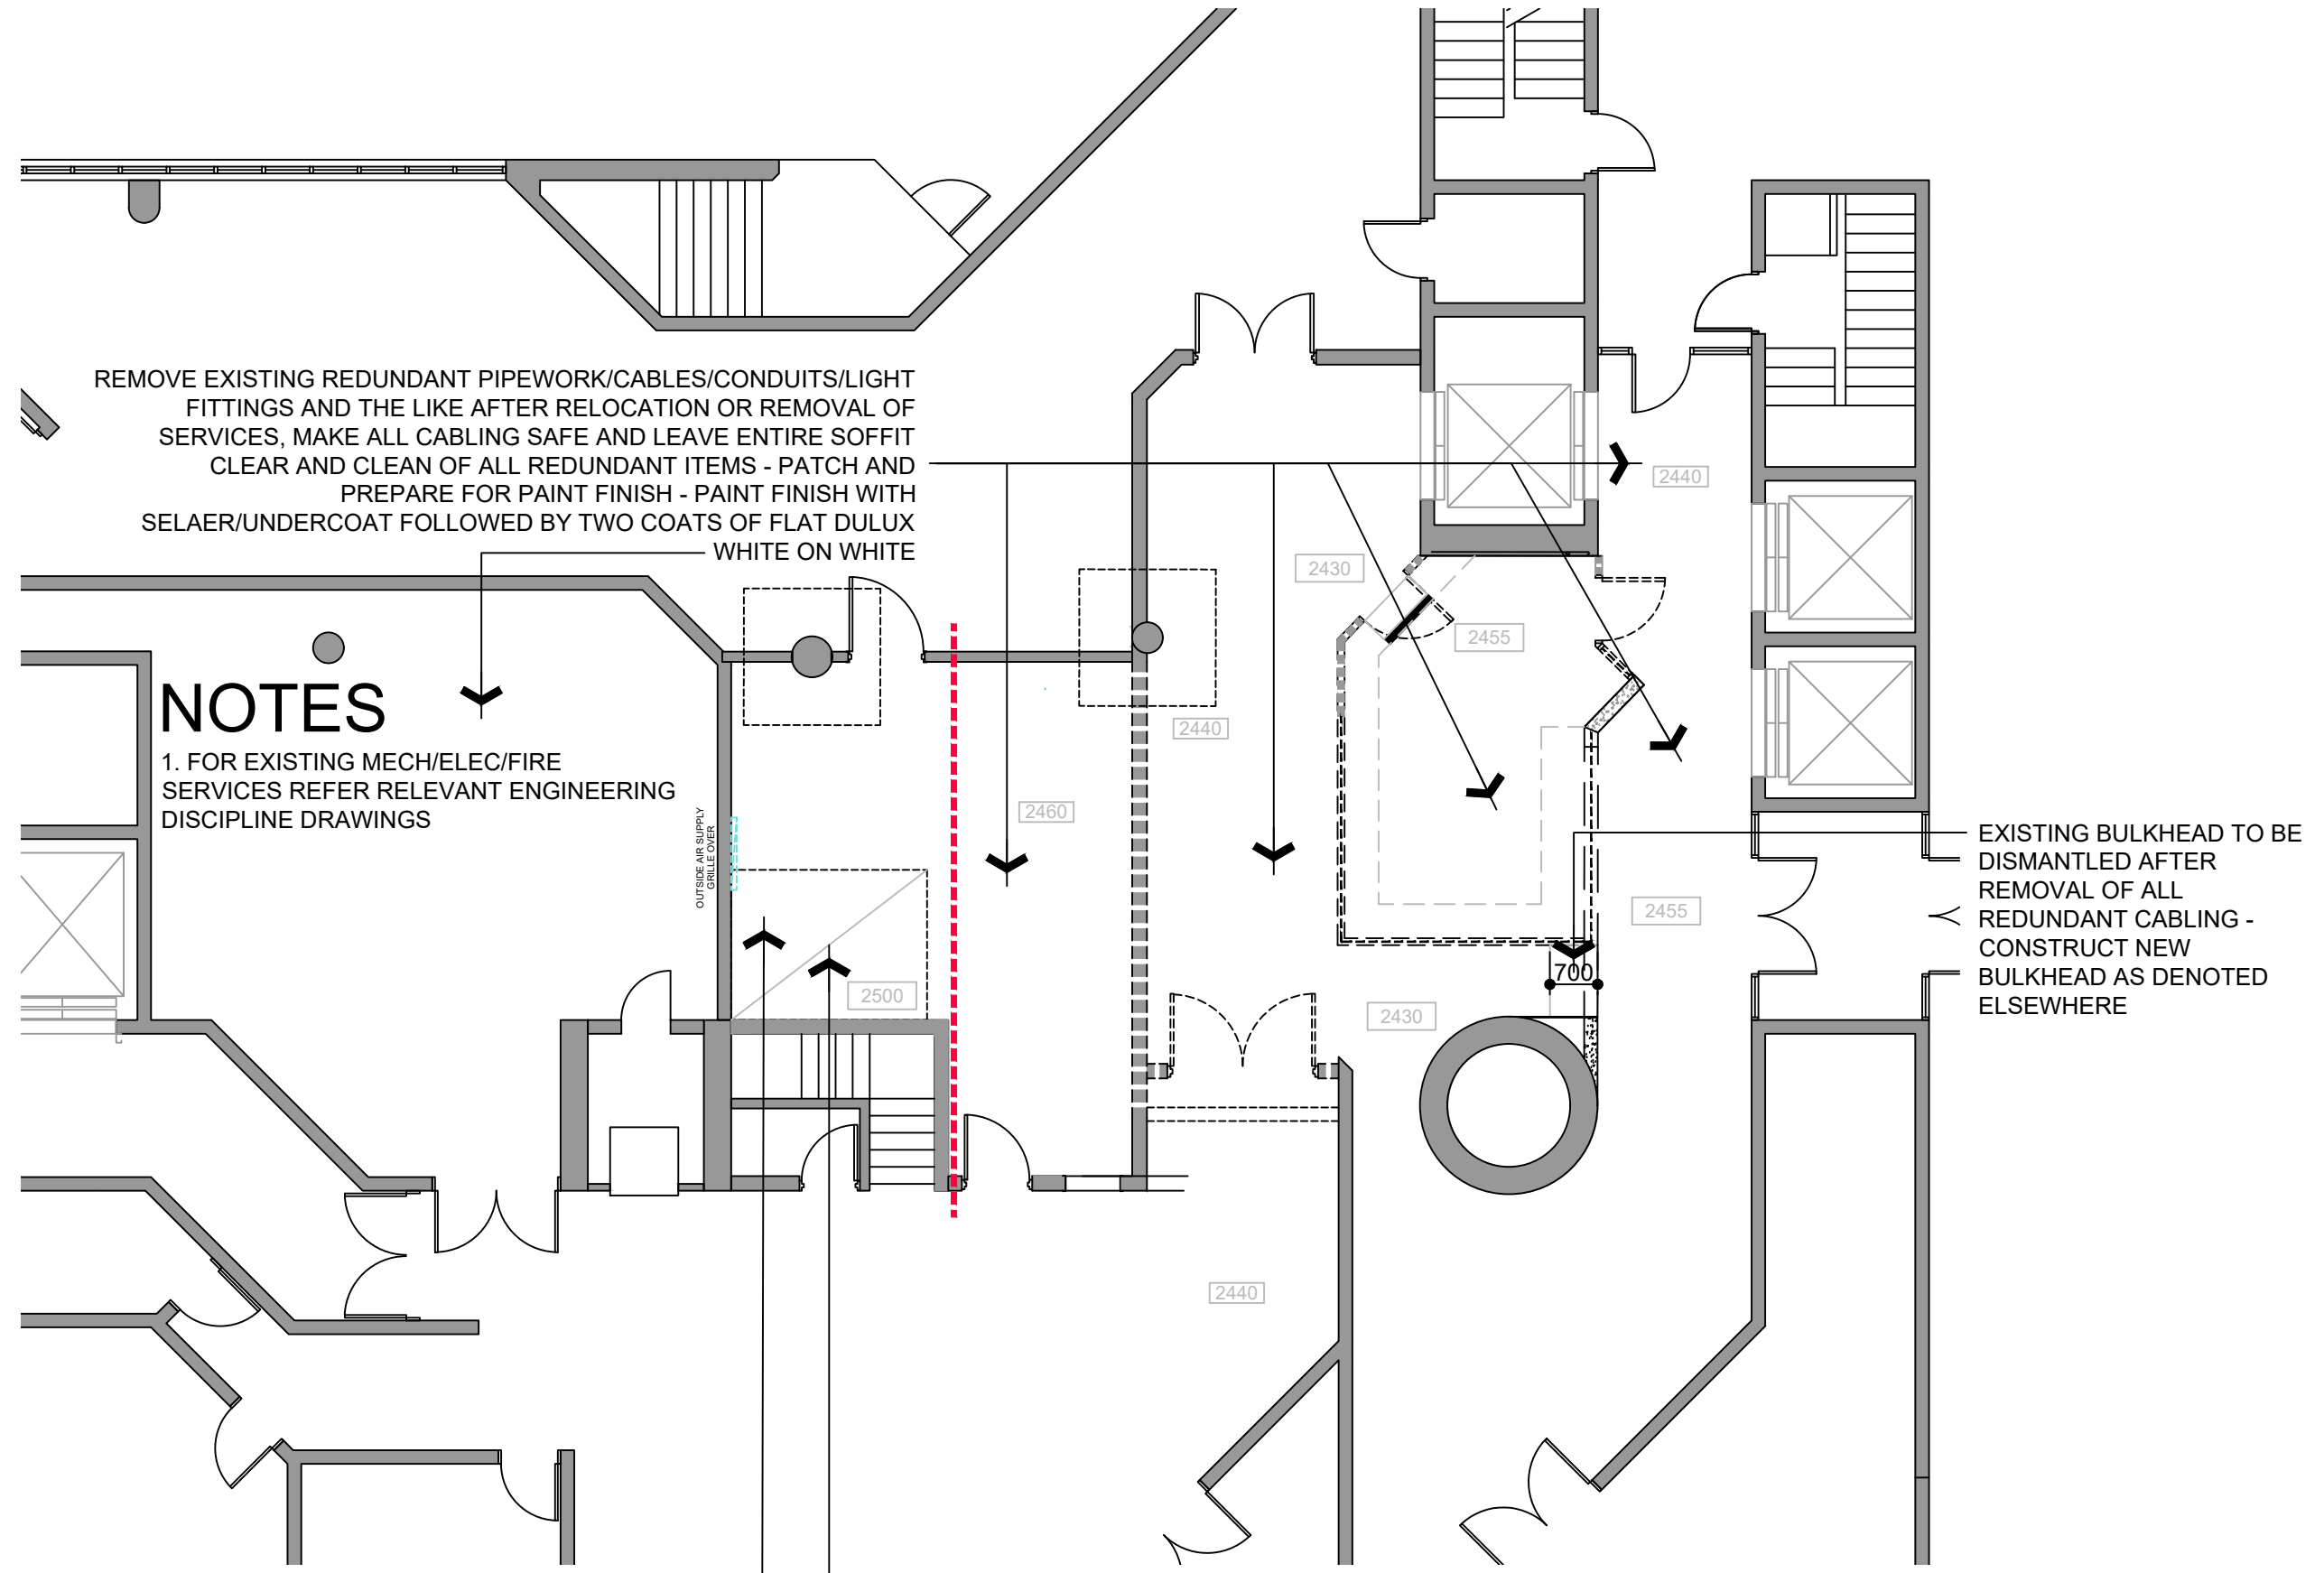 REMOVE EXISTING REDUNDANT PIPEWORK/CABLES/CONDUITS/LIGHT
FITTINGS AND THE LIKE AFTER RELOCATION OR REMOVAL OF
SERVICES, MAKE ALL CABLING SAFE AND LEAVE ENTIRE SOFFIT
CLEAR AND CLEAN OF ALL REDUNDANT ITEMS - PATCH AND
PREPARE FOR PAINT FINISH - PAINT FINISH WITH
SELAER/UNDERCOAT FOLLOWED BY TWO COATS OF FLAT DULUX
WHITE ON WHITE
2440
2430
2455
NOTES
1. FOR EXISTING MECH/ELEC/FIRE
SERVICES REFER RELEVANT ENGINEERING
DISCIPLINE DRAWINGS
OUTSIDE AIR SUPPLY
GRILLE OVER
2440
2460
2455
2500
700
2430
EXISTING BULKHEAD TO BE
DISMANTLED AFTER
REMOVAL OF ALL
REDUNDANT CABLING -
CONSTRUCT NEW
BULKHEAD AS DENOTED
ELSEWHERE
2440